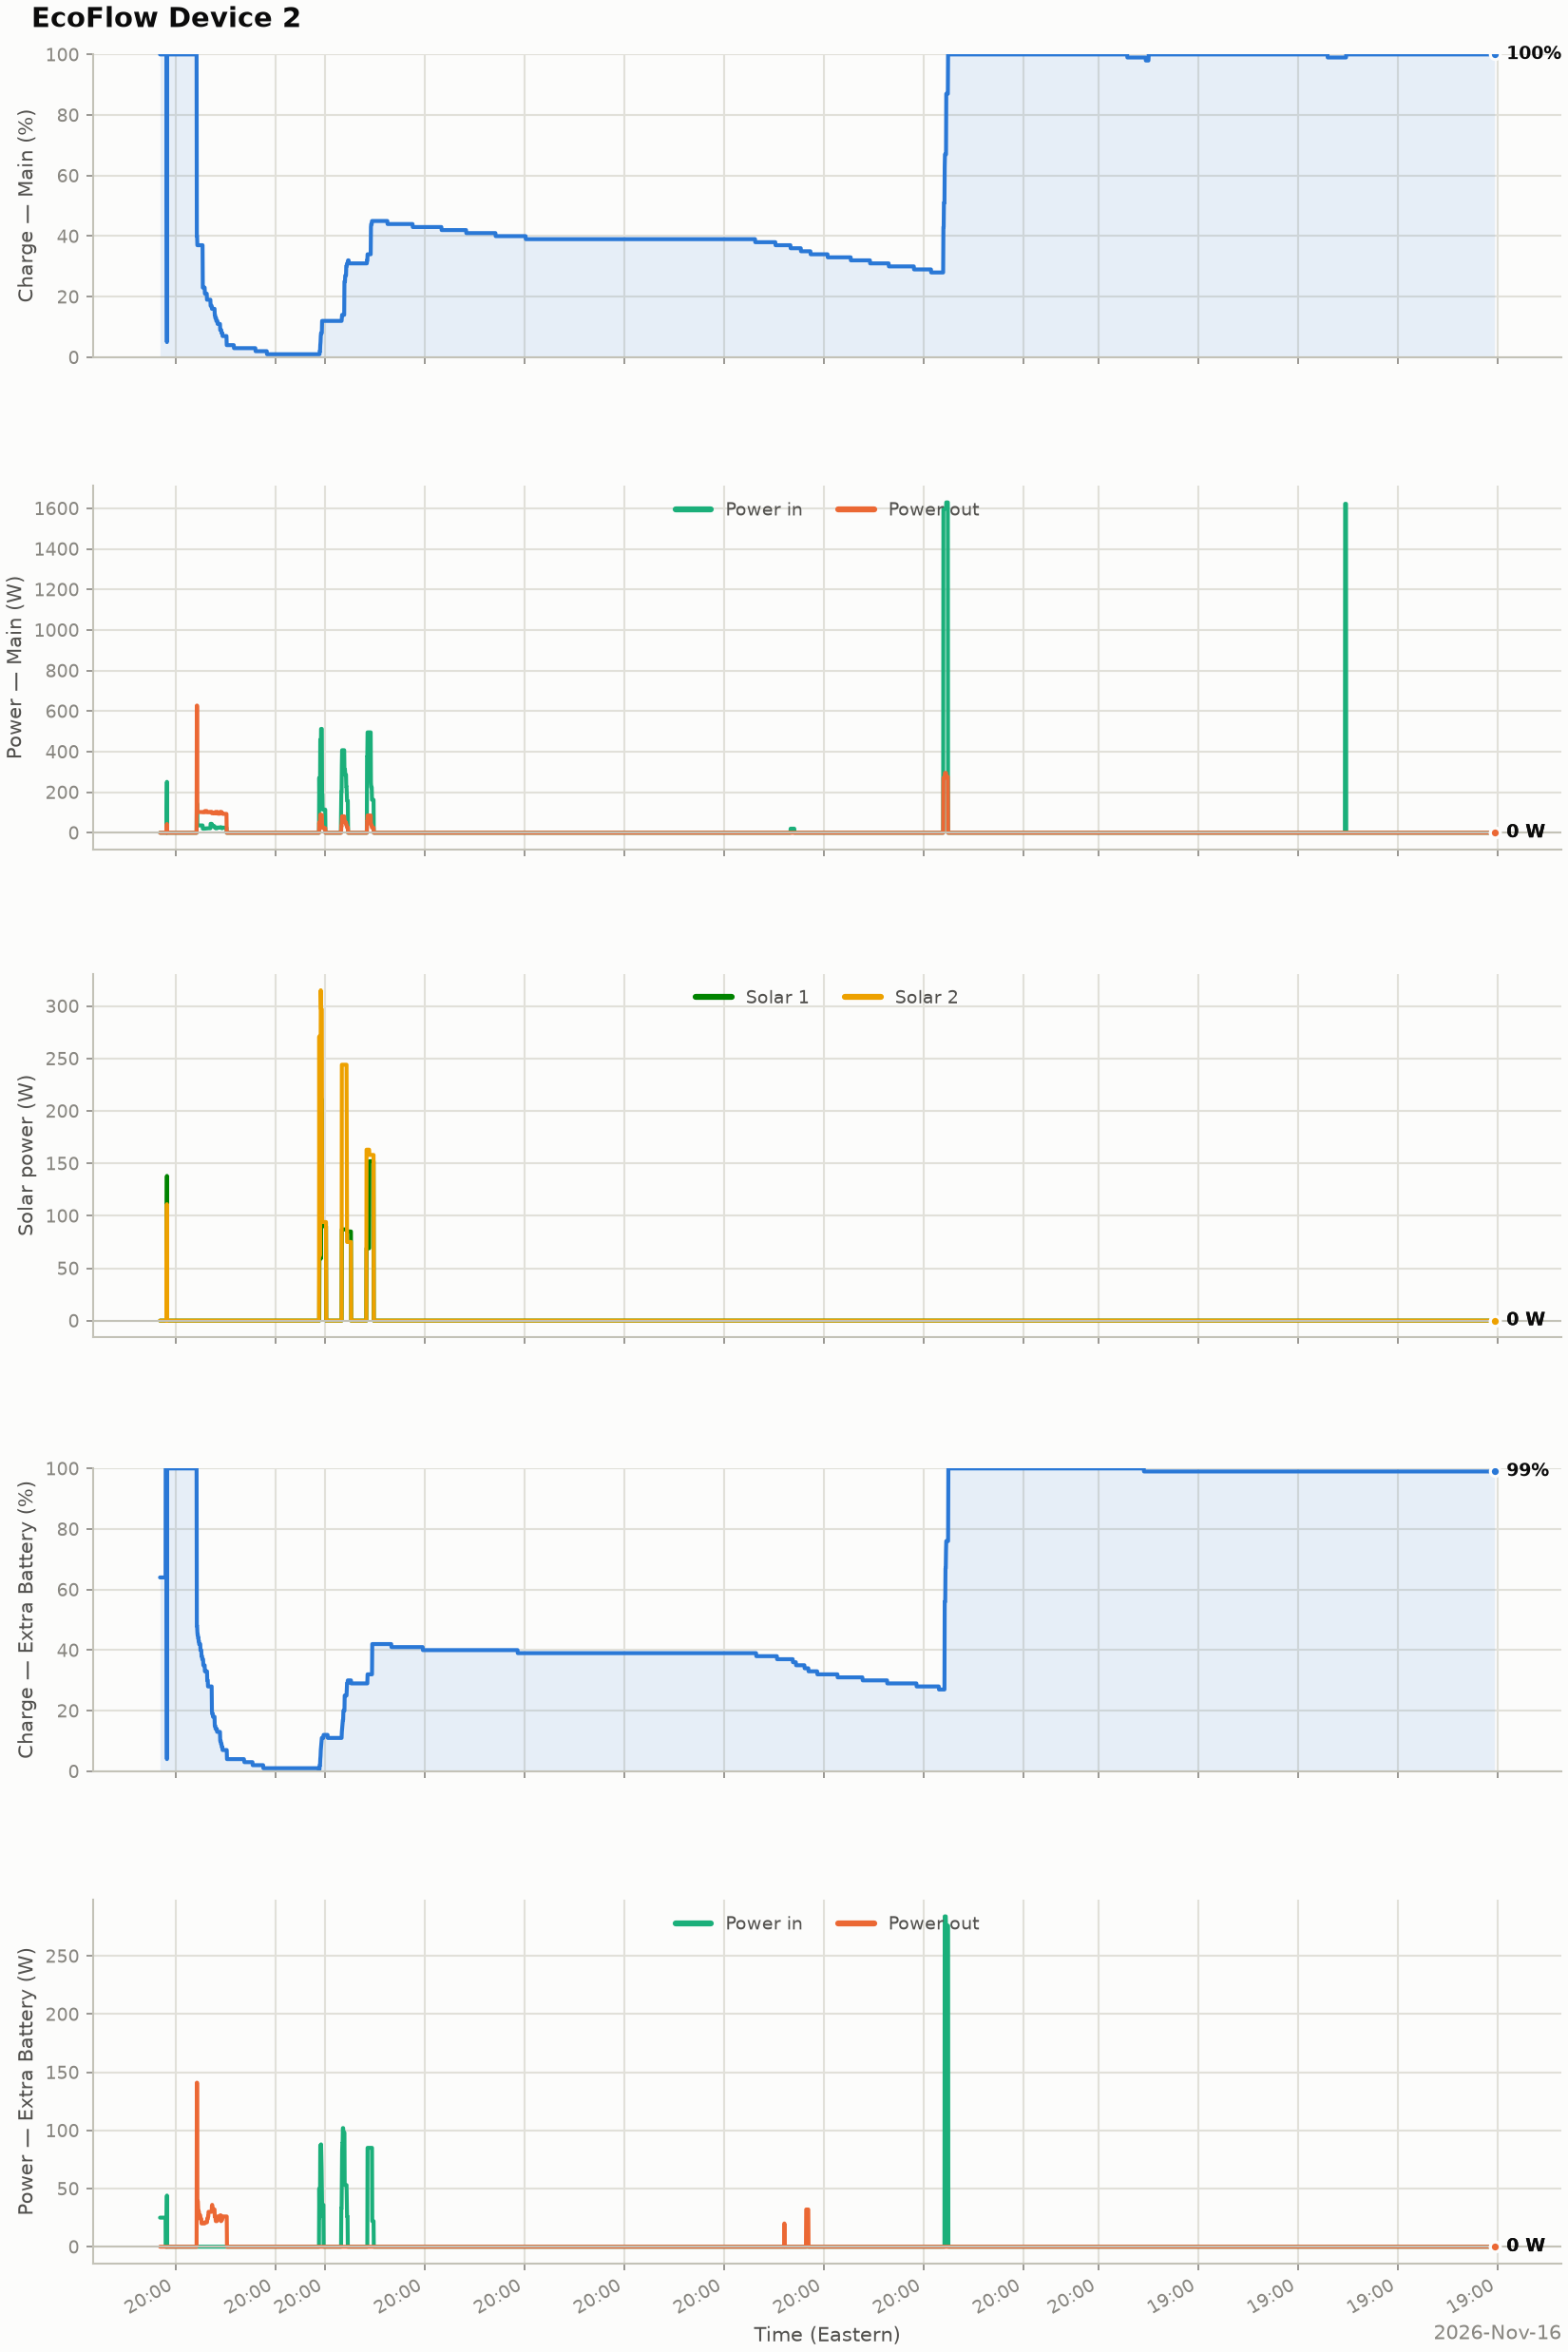 EcoFlow Device 2
Charge — Main (%)
100
80
60
40
20
0
100%
Power — Main (W)
Power in
Power out
1600
1400
1200
1000
800
600
400
200
0
0 W
Solar power (W)
Solar 1
Solar 2
300
250
200
150
100
50
0
0 W
Charge — Extra Battery (%)
100
80
60
40
20
0
99%
Power — Extra Battery (W)
Power in
Power out
250
200
150
100
50
0
0 W
20:00 20:00 20:00 20:00 20:00 20:00 20:00 20:00 20:00 20:00 20:00 19:00 19:00 19:00 19:00
Time (Eastern)
2026-Nov-16